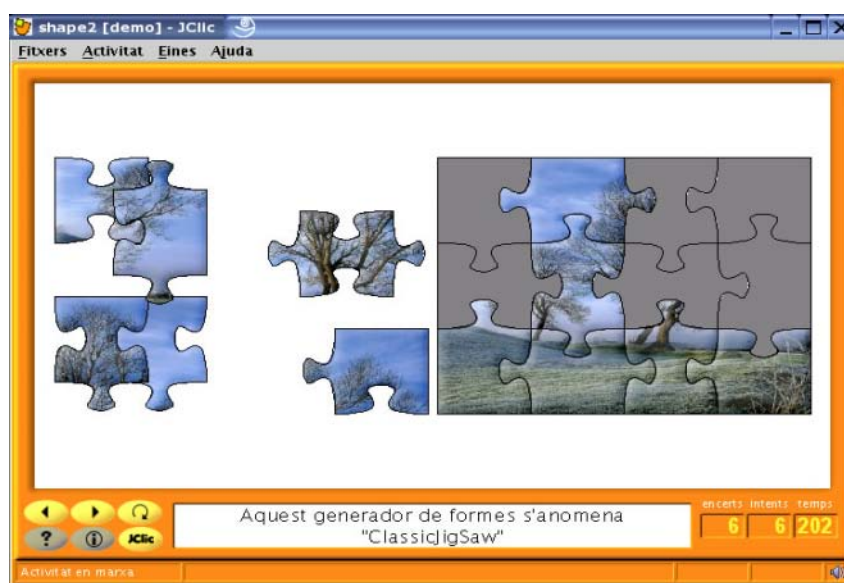 shape2 [demo] - JClic
Fitxers Activitat Eines Ajuda
Aquest generador de formes s'anomena
"ClassicJigSaw"
encerts intents temps
6 6 202
? i JClic
Activitat en marxa